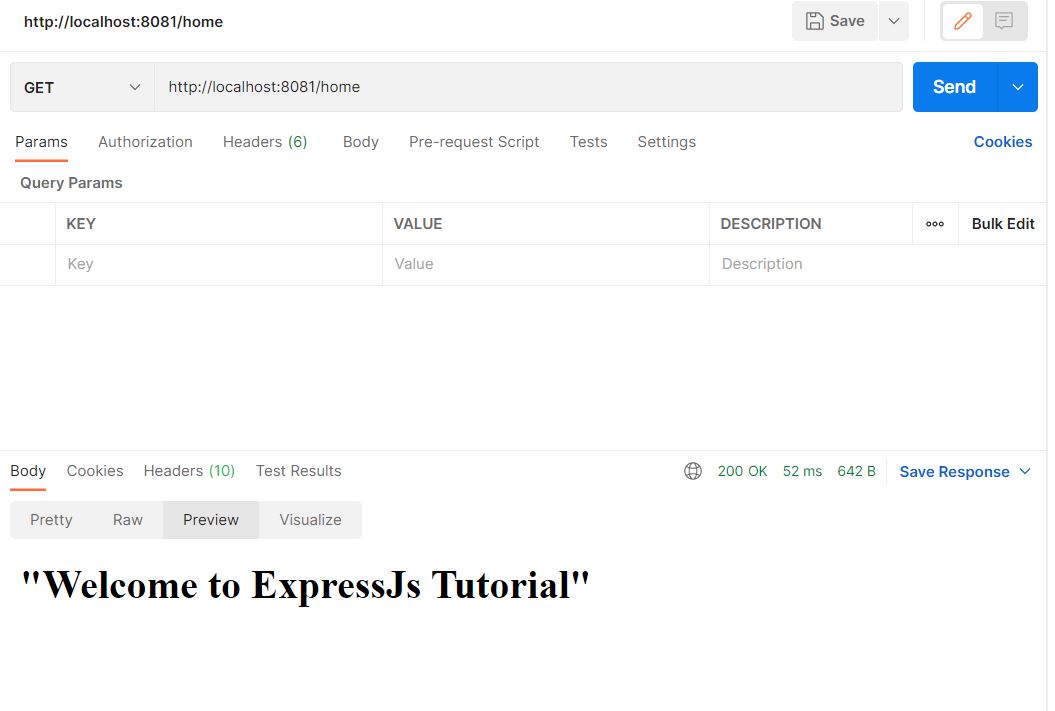 http://localhost:8081/home
Save
GET http://localhost:8081/home Send
Params Authorization Headers (6) Body Pre-request Script Tests Settings Cookies
Query Params
KEY VALUE DESCRIPTION ooo Bulk Edit
Key Value Description
Body Cookies Headers (10) Test Results 200 OK 52 ms 642 B Save Response
Pretty Raw Preview Visualize
"Welcome to ExpressJs Tutorial"